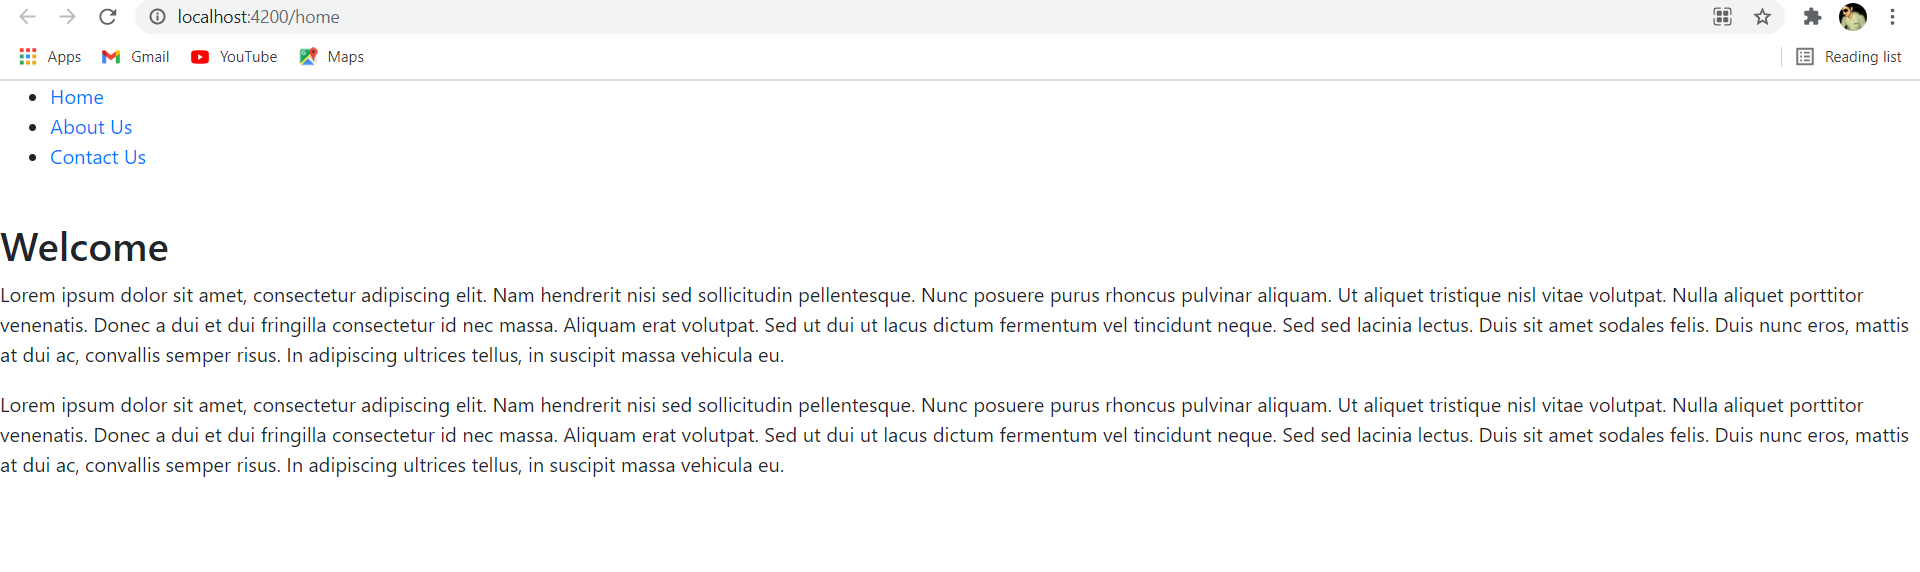 localhost:4200/home
Apps Gmail YouTube Maps Reading list
Home
About Us
Contact Us
Welcome
Lorem ipsum dolor sit amet, consectetur adipiscing elit. Nam hendrerit nisi sed sollicitudin pellentesque. Nunc posuere purus rhoncus pulvinar aliquam. Ut aliquet tristique nisl vitae volutpat. Nulla aliquet porttitor
venenatis. Donec a dui et dui fringilla consectetur id nec massa. Aliquam erat volutpat. Sed ut dui ut lacus dictum fermentum vel tincidunt neque. Sed sed lacinia lectus. Duis sit amet sodales felis. Duis nunc eros, mattis
at dui ac, convallis semper risus. In adipiscing ultrices tellus, in suscipit massa vehicula eu.
Lorem ipsum dolor sit amet, consectetur adipiscing elit. Nam hendrerit nisi sed sollicitudin pellentesque. Nunc posuere purus rhoncus pulvinar aliquam. Ut aliquet tristique nisl vitae volutpat. Nulla aliquet porttitor
venenatis. Donec a dui et dui fringilla consectetur id nec massa. Aliquam erat volutpat. Sed ut dui ut lacus dictum fermentum vel tincidunt neque. Sed sed lacinia lectus. Duis sit amet sodales felis. Duis nunc eros, mattis
at dui ac, convallis semper risus. In adipiscing ultrices tellus, in suscipit massa vehicula eu.